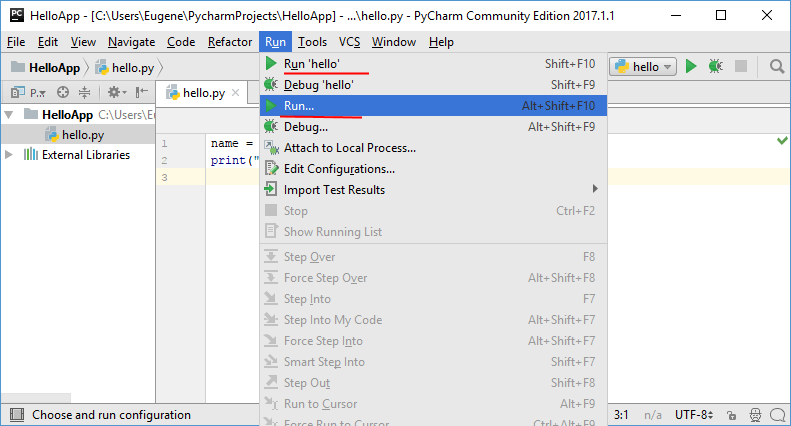 HelloApp - [C:\Users\Eugene\PycharmProjects\HelloApp] - ...\hello.py - PyCharm Community Edition 2017.1.1
File Edit View Navigate Code Refactor Run Tools VCS Window Help
HelloApp hello.py
hello
P..
hello.py
HelloApp C:\Users\Eu
hello.py
External Libraries
1 name =
2 print("
3
Run 'hello' Shift+F10
Debug 'hello' Shift+F9
Run... Alt+Shift+F10
Debug... Alt+Shift+F9
Attach to Local Process...
Edit Configurations...
Import Test Results
Stop Ctrl+F2
Show Running List
Step Over F8
Force Step Over Alt+Shift+F8
Step Into F7
Step Into My Code Alt+Shift+F7
Force Step Into Alt+Shift+F7
Smart Step Into Shift+F7
Step Out Shift+F8
Run to Cursor Alt+F9
Force Run to Cursor Ctrl+Alt+F9
Choose and run configuration
3:1 n/a UTF-8